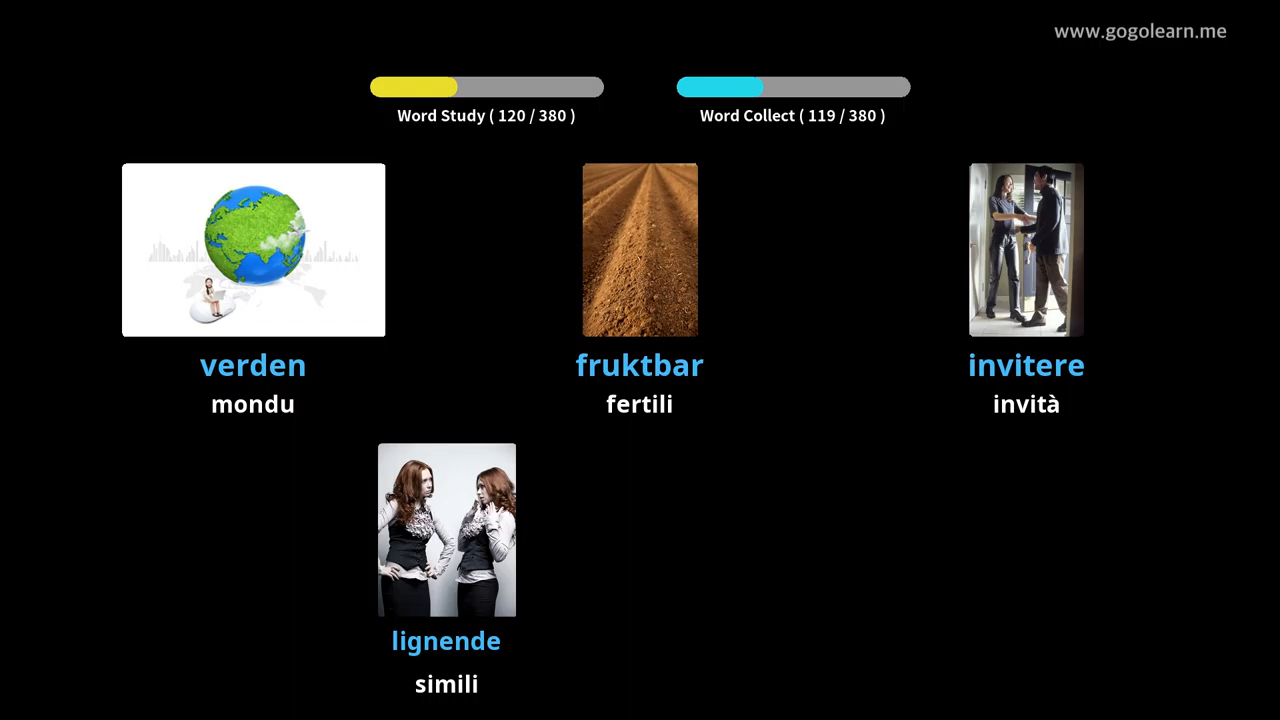 www.gogolearn.me
Word Study ( 120 / 380 )
Word Collect ( 119 / 380 )
verden
fruktbar
invitere
mondu
fertili
invità
lignende
simili